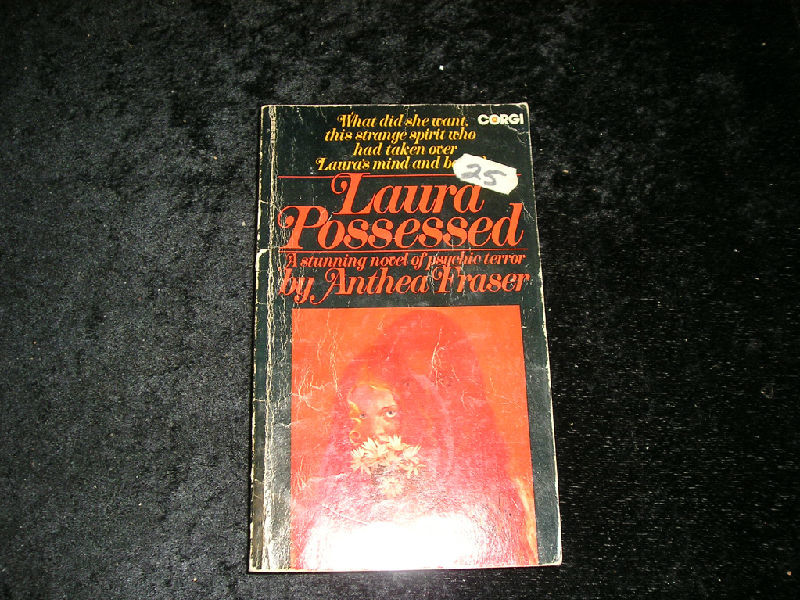 What did she want,
CORGI
this strange spirit who
had taken over
Laura's mind and
25
Laura
Possessed
A stunning novel of psychic terror
by Anthea Fraser